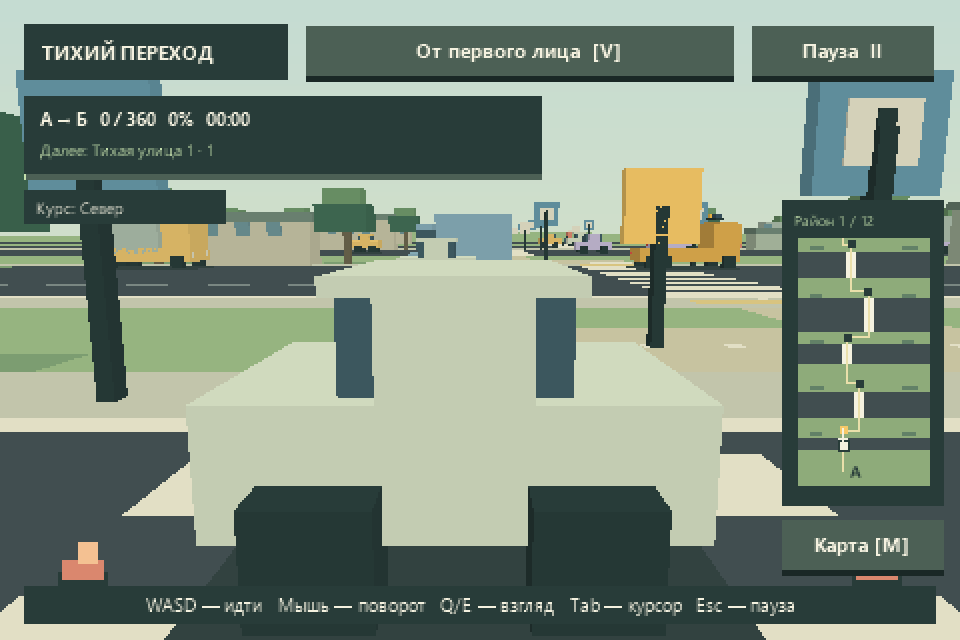 ТИХИЙ ПЕРЕХОД
От первого лица [V]
Пауза II
А → Б 0 / 360 0% 00:00
Далее: Тихая улица 1 · 1
Курс: Север
Район 1 / 12
А
Карта [M]
WASD — идти Мышь — поворот Q/E — взгляд Tab — курсор Esc — пауза